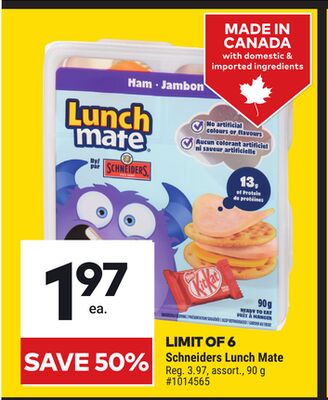 MADE IN
CANADA
with domestic &
imported ingredients
Ham · Jambon
Lunch
mate
By/
par
SCHNEIDERS
No artificial
colours or flavours
Aucun colorant artificiel
ni saveur artificielle
13g
of Protein
de protéines
KitKat
90g
READY TO EAT
PRÊT À MANGER
1 97
ea.
SAVE 50%
LIMIT OF 6
Schneiders Lunch Mate
Reg. 3.97, assort., 90 g
#1014565